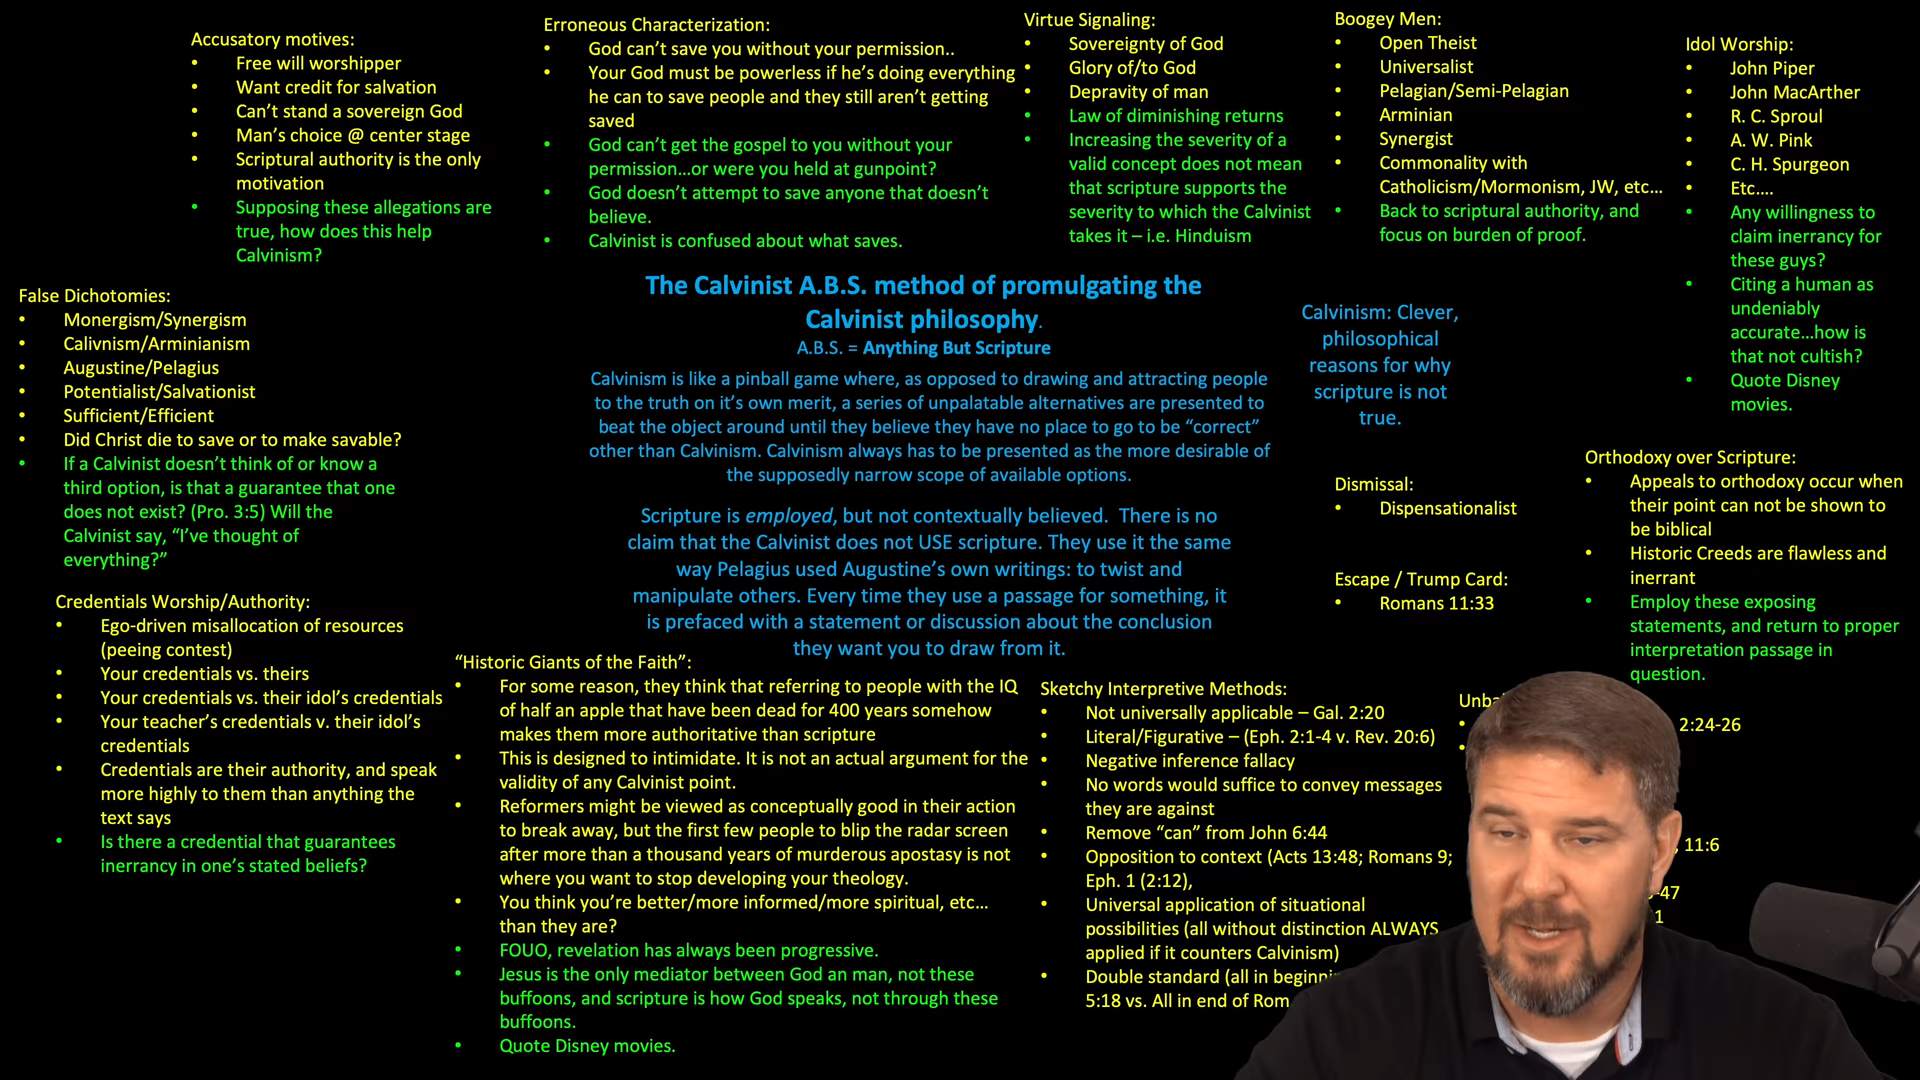 Accusatory motives:
• Free will worshipper
• Want credit for salvation
• Can't stand a sovereign God
• Man's choice @ center stage
• Scriptural authority is the only
motivation
• Supposing these allegations are
true, how does this help
Calvinism?
Erroneous Characterization:
• God can't save you without your permission..
• Your God must be powerless if he's doing everything
he can to save people and they still aren't getting
saved
• God can't get the gospel to you without your
permission...or were you held at gunpoint?
• God doesn't attempt to save anyone that doesn't
believe.
• Calvinist is confused about what saves.
Virtue Signaling:
• Sovereignty of God
• Glory of/to God
• Depravity of man
• Law of diminishing returns
• Increasing the severity of a
valid concept does not mean
that scripture supports the
severity to which the Calvinist
takes it – i.e. Hinduism
Boogey Men:
• Open Theist
• Universalist
• Pelagian/Semi-Pelagian
• Arminian
• Synergist
• Commonality with
Catholicism/Mormonism, JW, etc...
• Back to scriptural authority, and
focus on burden of proof.
Idol Worship:
• John Piper
• John MacArther
• R. C. Sproul
• A. W. Pink
• C. H. Spurgeon
• Etc....
• Any willingness to
claim inerrancy for
these guys?
• Citing a human as
undeniably
accurate...how is
that not cultish?
• Quote Disney
movies.
False Dichotomies:
• Monergism/Synergism
• Calivnism/Arminianism
• Augustine/Pelagius
• Potentialist/Salvationist
• Sufficient/Efficient
• Did Christ die to save or to make savable?
• If a Calvinist doesn't think of or know a
third option, is that a guarantee that one
does not exist? (Pro. 3:5) Will the
Calvinist say, "I've thought of
everything?"
The Calvinist A.B.S. method of promulgating the
Calvinist philosophy.
A.B.S. = Anything But Scripture
Calvinism is like a pinball game where, as opposed to drawing and attracting people
to the truth on it's own merit, a series of unpalatable alternatives are presented to
beat the object around until they believe they have no place to go to be "correct"
other than Calvinism. Calvinism always has to be presented as the more desirable of
the supposedly narrow scope of available options.
Scripture is employed, but not contextually believed. There is no
claim that the Calvinist does not USE scripture. They use it the same
way Pelagius used Augustine's own writings: to twist and
manipulate others. Every time they use a passage for something, it
is prefaced with a statement or discussion about the conclusion
they want you to draw from it.
Calvinism: Clever,
philosophical
reasons for why
scripture is not
true.
Dismissal:
• Dispensationalist
Escape / Trump Card:
• Romans 11:33
Orthodoxy over Scripture:
• Appeals to orthodoxy occur when
their point can not be shown to
be biblical
• Historic Creeds are flawless and
inerrant
• Employ these exposing
statements, and return to proper
interpretation passage in
question.
Credentials Worship/Authority:
• Ego-driven misallocation of resources
(peeing contest)
• Your credentials vs. theirs
• Your credentials vs. their idol's credentials
• Your teacher's credentials v. their idol's
credentials
• Credentials are their authority, and speak
more highly to them than anything the
text says
• Is there a credential that guarantees
inerrancy in one's stated beliefs?
"Historic Giants of the Faith":
• For some reason, they think that referring to people with the IQ
of half an apple that have been dead for 400 years somehow
makes them more authoritative than scripture
• This is designed to intimidate. It is not an actual argument for the
validity of any Calvinist point.
• Reformers might be viewed as conceptually good in their action
to break away, but the first few people to blip the radar screen
after more than a thousand years of murderous apostasy is not
where you want to stop developing your theology.
• You think you're better/more informed/more spiritual, etc...
than they are?
• FOUO, revelation has always been progressive.
• Jesus is the only mediator between God an man, not these
buffoons, and scripture is how God speaks, not through these
buffoons.
• Quote Disney movies.
Sketchy Interpretive Methods:
• Not universally applicable – Gal. 2:20
• Literal/Figurative – (Eph. 2:1-4 v. Rev. 20:6)
• Negative inference fallacy
• No words would suffice to convey messages
they are against
• Remove "can" from John 6:44
• Opposition to context (Acts 13:48; Romans 9;
Eph. 1 (2:12),
• Universal application of situational
possibilities (all without distinction ALWAYS
applied if it counters Calvinism)
• Double standard (all in
5:18 vs. All in end of Rom
2:24-26
11:6
-47
1